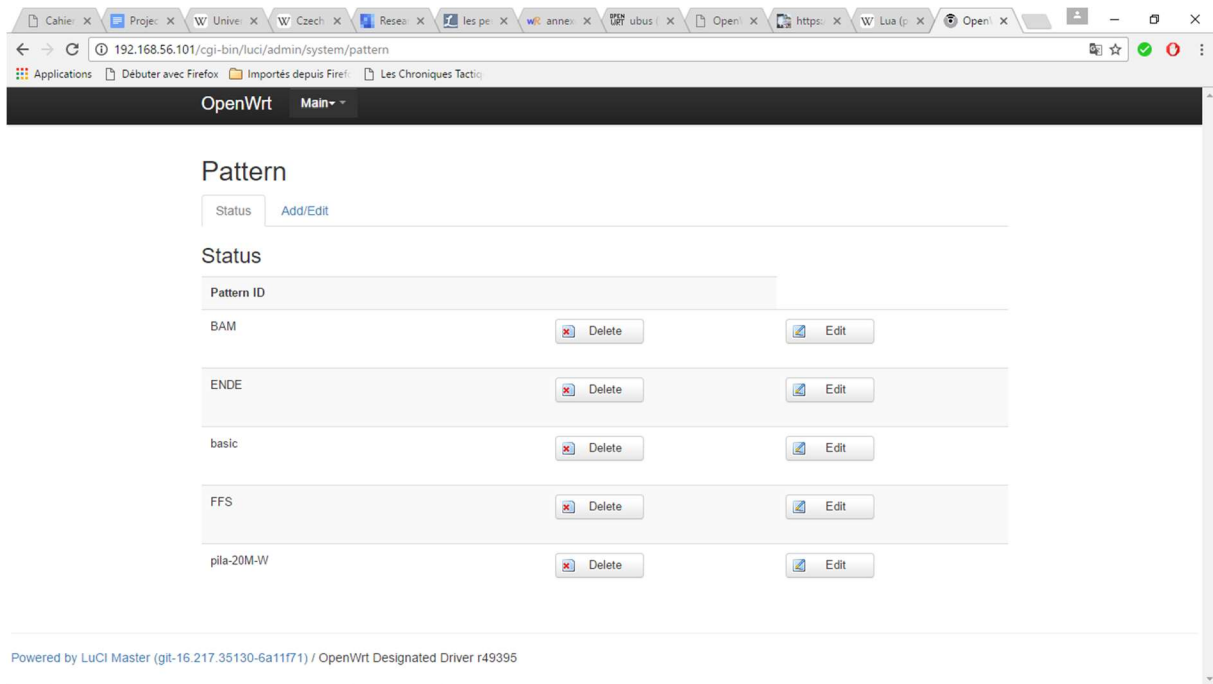 Cahier Projec Univer Czech Resear les per annex ubus i Open https: Lua (p Open
192.168.56.101/cgi-bin/luci/admin/system/pattern
Applications Débuter avec Firefox Importés depuis Firef Les Chroniques Tactiq
OpenWrt Main
Pattern
Status Add/Edit
Status
Pattern ID
BAM Delete Edit
ENDE Delete Edit
basic Delete Edit
FFS Delete Edit
pila-20M-W Delete Edit
Powered by LuCI Master (git-16.217.35130-6a11f71) / OpenWrt Designated Driver r49395